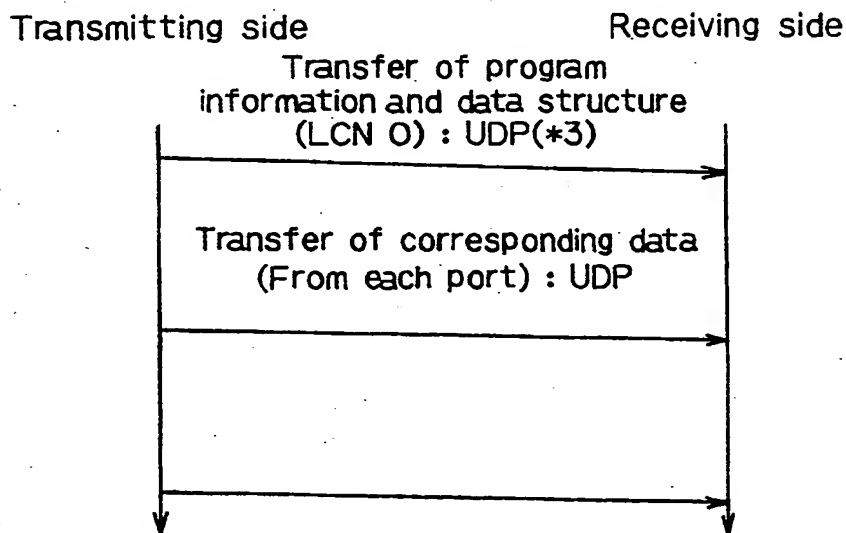 Transmitting side
Receiving side
Transfer of program
information and data structure
(LCN 0) : UDP(*3)
Transfer of corresponding data
(From each port) : UDP